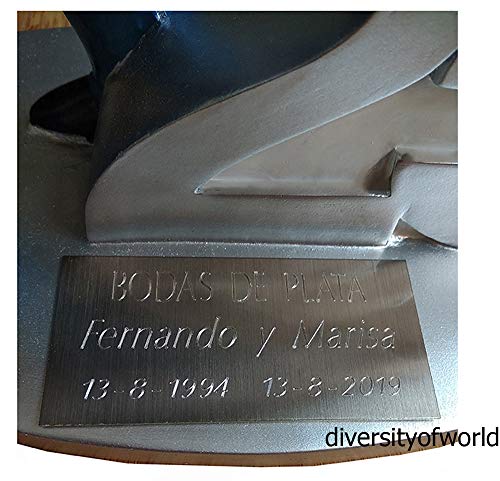 BODAS DE PLATA
Fernando y Marisa
13-8-1994 13-8-2019
diversityofworld